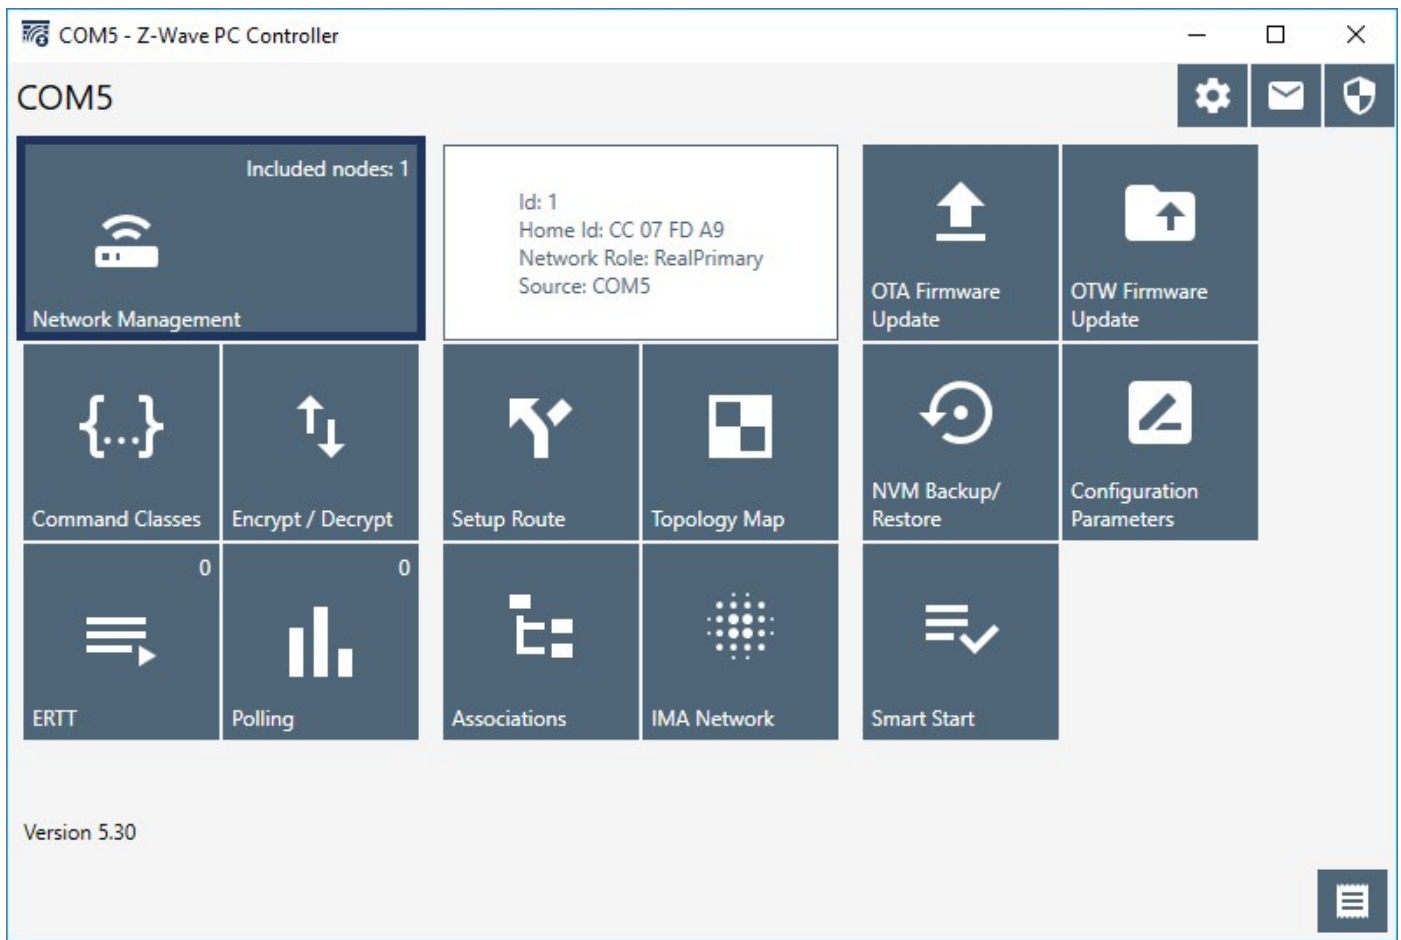 COM5 - Z-Wave PC Controller
COM5
Included nodes: 1
Network Management
Id: 1
Home Id: CC 07 FD A9
Network Role: RealPrimary
Source: COM5
OTA Firmware
Update
OTW Firmware
Update
{...}
Command Classes
Encrypt / Decrypt
Setup Route
Topology Map
NVM Backup/
Restore
Configuration
Parameters
0
ERTT
0
Polling
Associations
IMA Network
Smart Start
Version 5.30